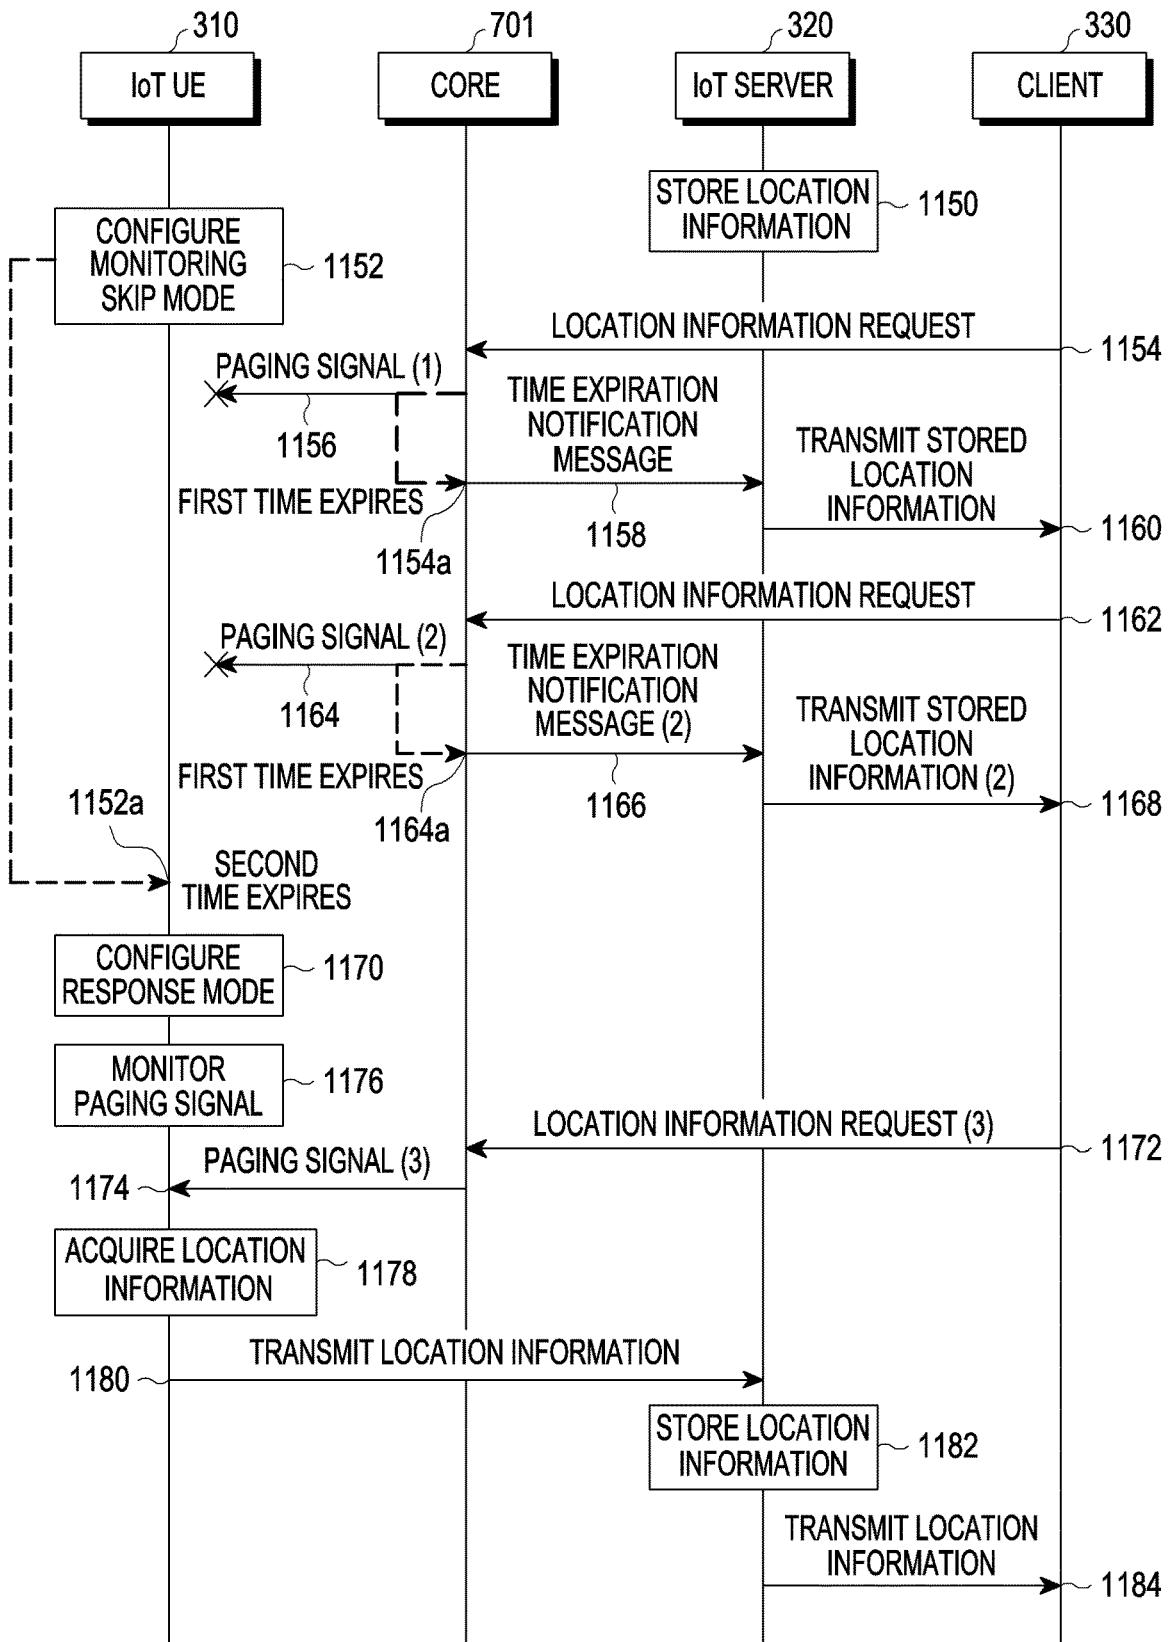 310
701
320
330
IoT UE
CORE
IoT SERVER
CLIENT
STORE LOCATION
INFORMATION
1150
CONFIGURE
MONITORING
SKIP MODE
1152
LOCATION INFORMATION REQUEST
1154
PAGING SIGNAL (1)
1156
TIME EXPIRATION
NOTIFICATION
MESSAGE
FIRST TIME EXPIRES
1154a
1158
TRANSMIT STORED
LOCATION
INFORMATION
1160
LOCATION INFORMATION REQUEST
1162
PAGING SIGNAL (2)
1164
TIME EXPIRATION
NOTIFICATION
MESSAGE (2)
FIRST TIME EXPIRES
1164a
1166
TRANSMIT STORED
LOCATION
INFORMATION (2)
1168
1152a
SECOND
TIME EXPIRES
CONFIGURE
RESPONSE MODE
1170
MONITOR
PAGING SIGNAL
1176
LOCATION INFORMATION REQUEST (3)
1172
PAGING SIGNAL (3)
1174
ACQUIRE LOCATION
INFORMATION
1178
TRANSMIT LOCATION INFORMATION
1180
STORE LOCATION
INFORMATION
1182
TRANSMIT LOCATION
INFORMATION
1184